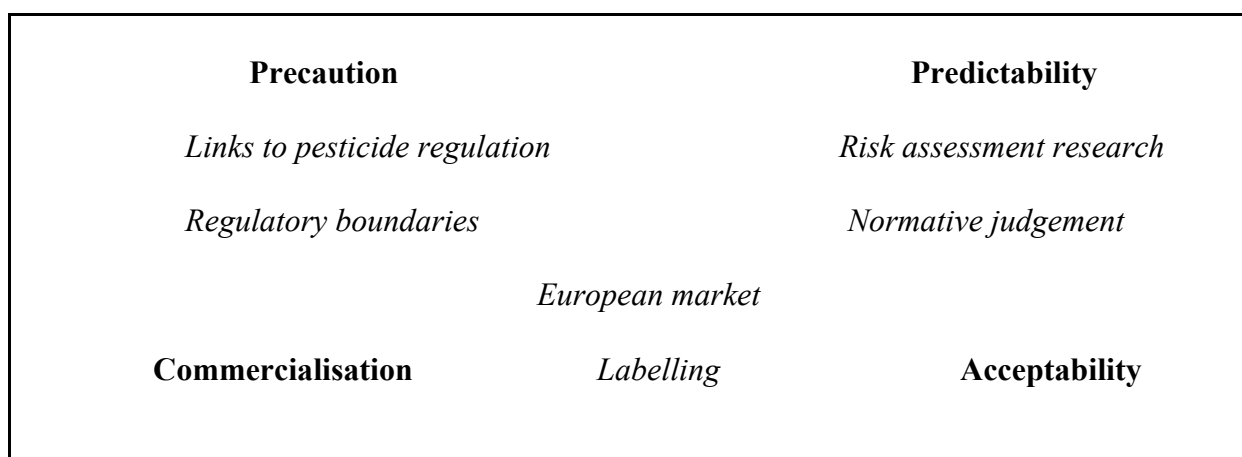 Precaution Predictability
Links to pesticide regulation Risk assessment research
Regulatory boundaries Normative judgement
European market
Commercialisation Labelling Acceptability